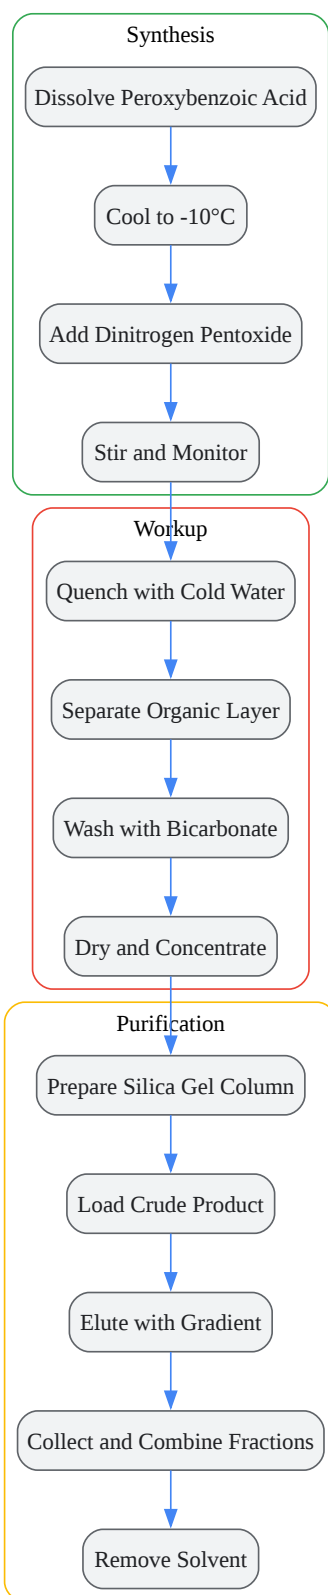 Synthesis
Dissolve Peroxybenzoic Acid
Cool to -10°C
Add Dinitrogen Pentoxide
Stir and Monitor
Workup
Quench with Cold Water
Separate Organic Layer
Wash with Bicarbonate
Dry and Concentrate
Purification
Prepare Silica Gel Column
Load Crude Product
Elute with Gradient
Collect and Combine Fractions
Remove Solvent